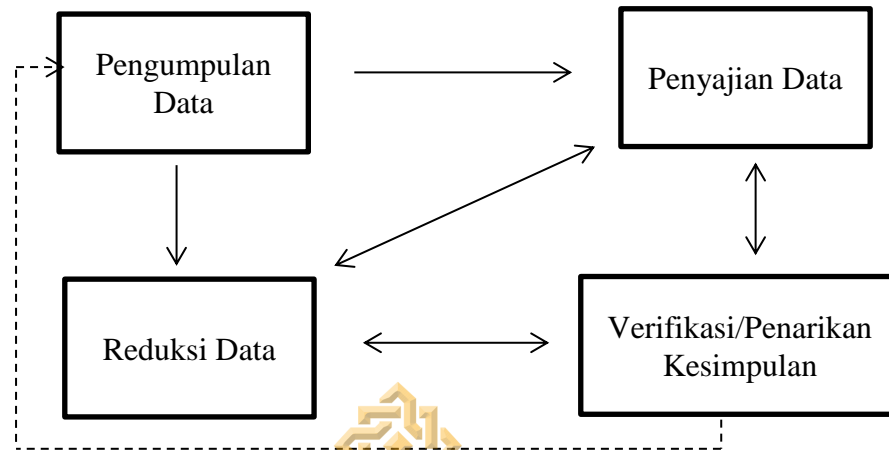 Pengumpulan
Data
Penyajian Data
Reduksi Data
Verifikasi/Penarikan
Kesimpulan